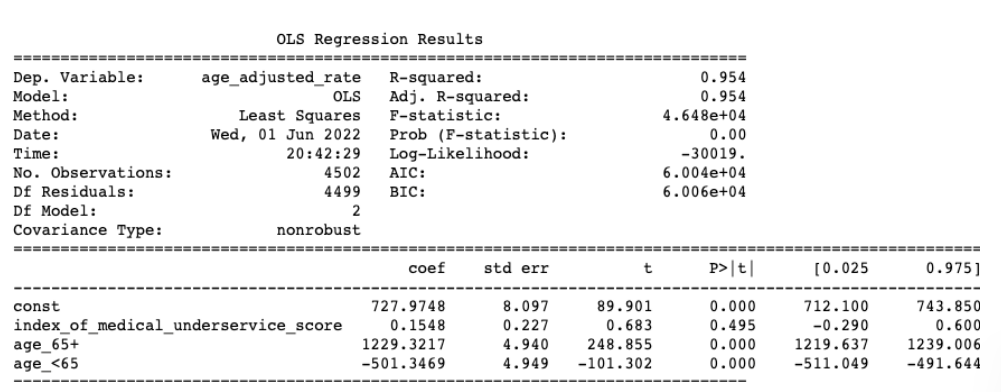 OLS Regression Results
==============================================================================
Dep. Variable: age_adjusted_rate R-squared: 0.954
Model: OLS Adj. R-squared: 0.954
Method: Least Squares F-statistic: 4.648e+04
Date: Wed, 01 Jun 2022 Prob (F-statistic): 0.00
Time: 20:42:29 Log-Likelihood: -30019.
No. Observations: 4502 AIC: 6.004e+04
Df Residuals: 4499 BIC: 6.006e+04
Df Model: 2
Covariance Type: nonrobust
======================================================================================================
coef std err t P>|t| [0.025 0.975]
------------------------------------------------------------------------------------------------------
const 727.9748 8.097 89.901 0.000 712.100 743.850
index_of_medical_underservice_score 0.1548 0.227 0.683 0.495 -0.290 0.600
age_65+ 1229.3217 4.940 248.855 0.000 1219.637 1239.006
age_<65 -501.3469 4.949 -101.302 0.000 -511.049 -491.644
==============================================================================